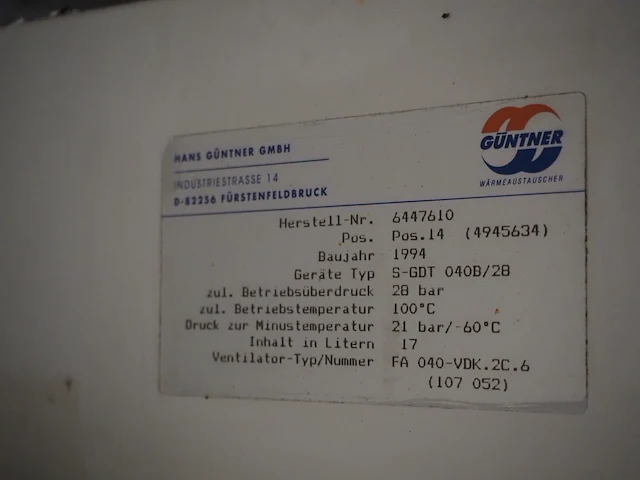 HANS GÜNTNER GMBH
INDUSTRIESTRASSE 14
D-82256 FÜRSTENFELDBRUCK
GÜNTNER
WÄRMEAUSTAUSCHER
Herstell-Nr. 6447610
Pos. Pos.14 (4945634)
Baujahr 1994
Geräte Typ S-GDT 040B/28
zul. Betriebsüberdruck 28 bar
zul. Betriebstemperatur 100°C
Druck zur Minustemperatur 21 bar/-60°C
Inhalt in Litern 17
Ventilator-Typ/Nummer FA 040-VDK.2C.6
(107 052)